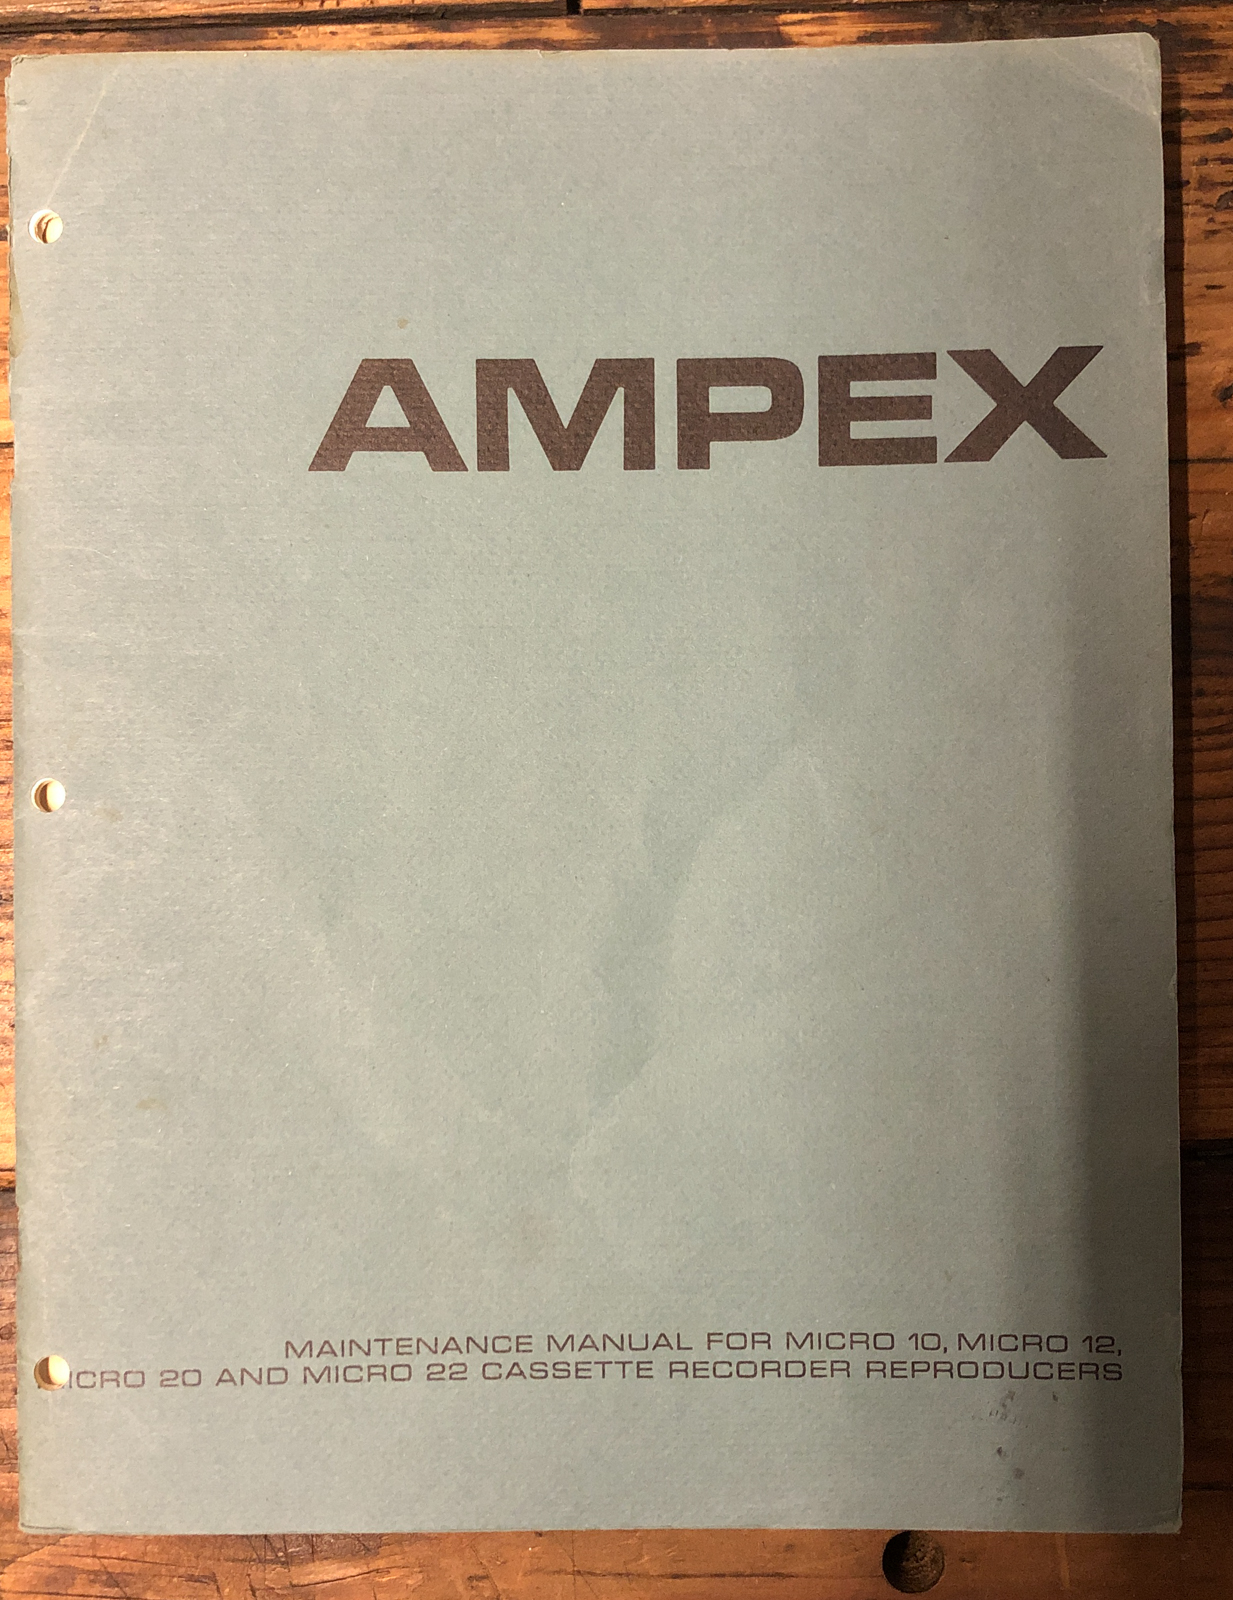 AMPEX
MAINTENANCE MANUAL FOR MICRO 10, MICRO 12,
MICRO 20 AND MICRO 22 CASSETTE RECORDER REPRODUCERS